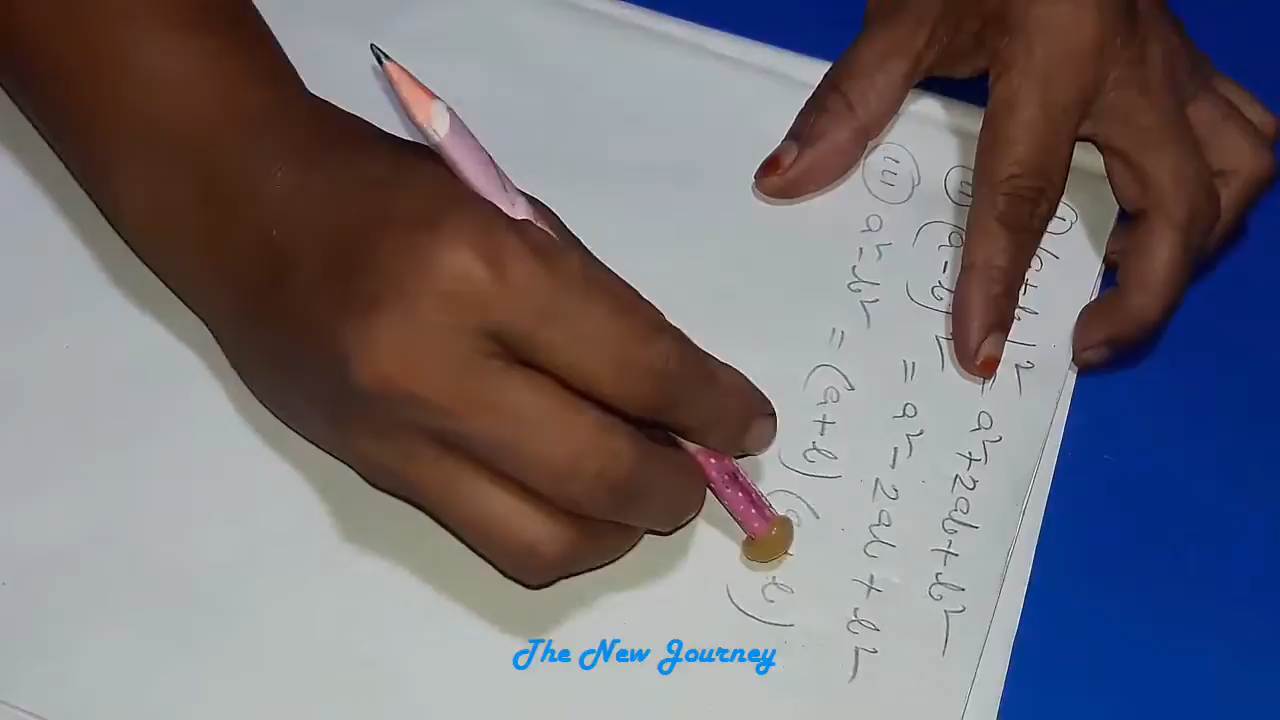 (i) (a+b)² = a²+2ab+b²
(ii) (a-b)² = a²-2ab+b²
(iii) a²-b² = (a+b) (a b)
The New Journey